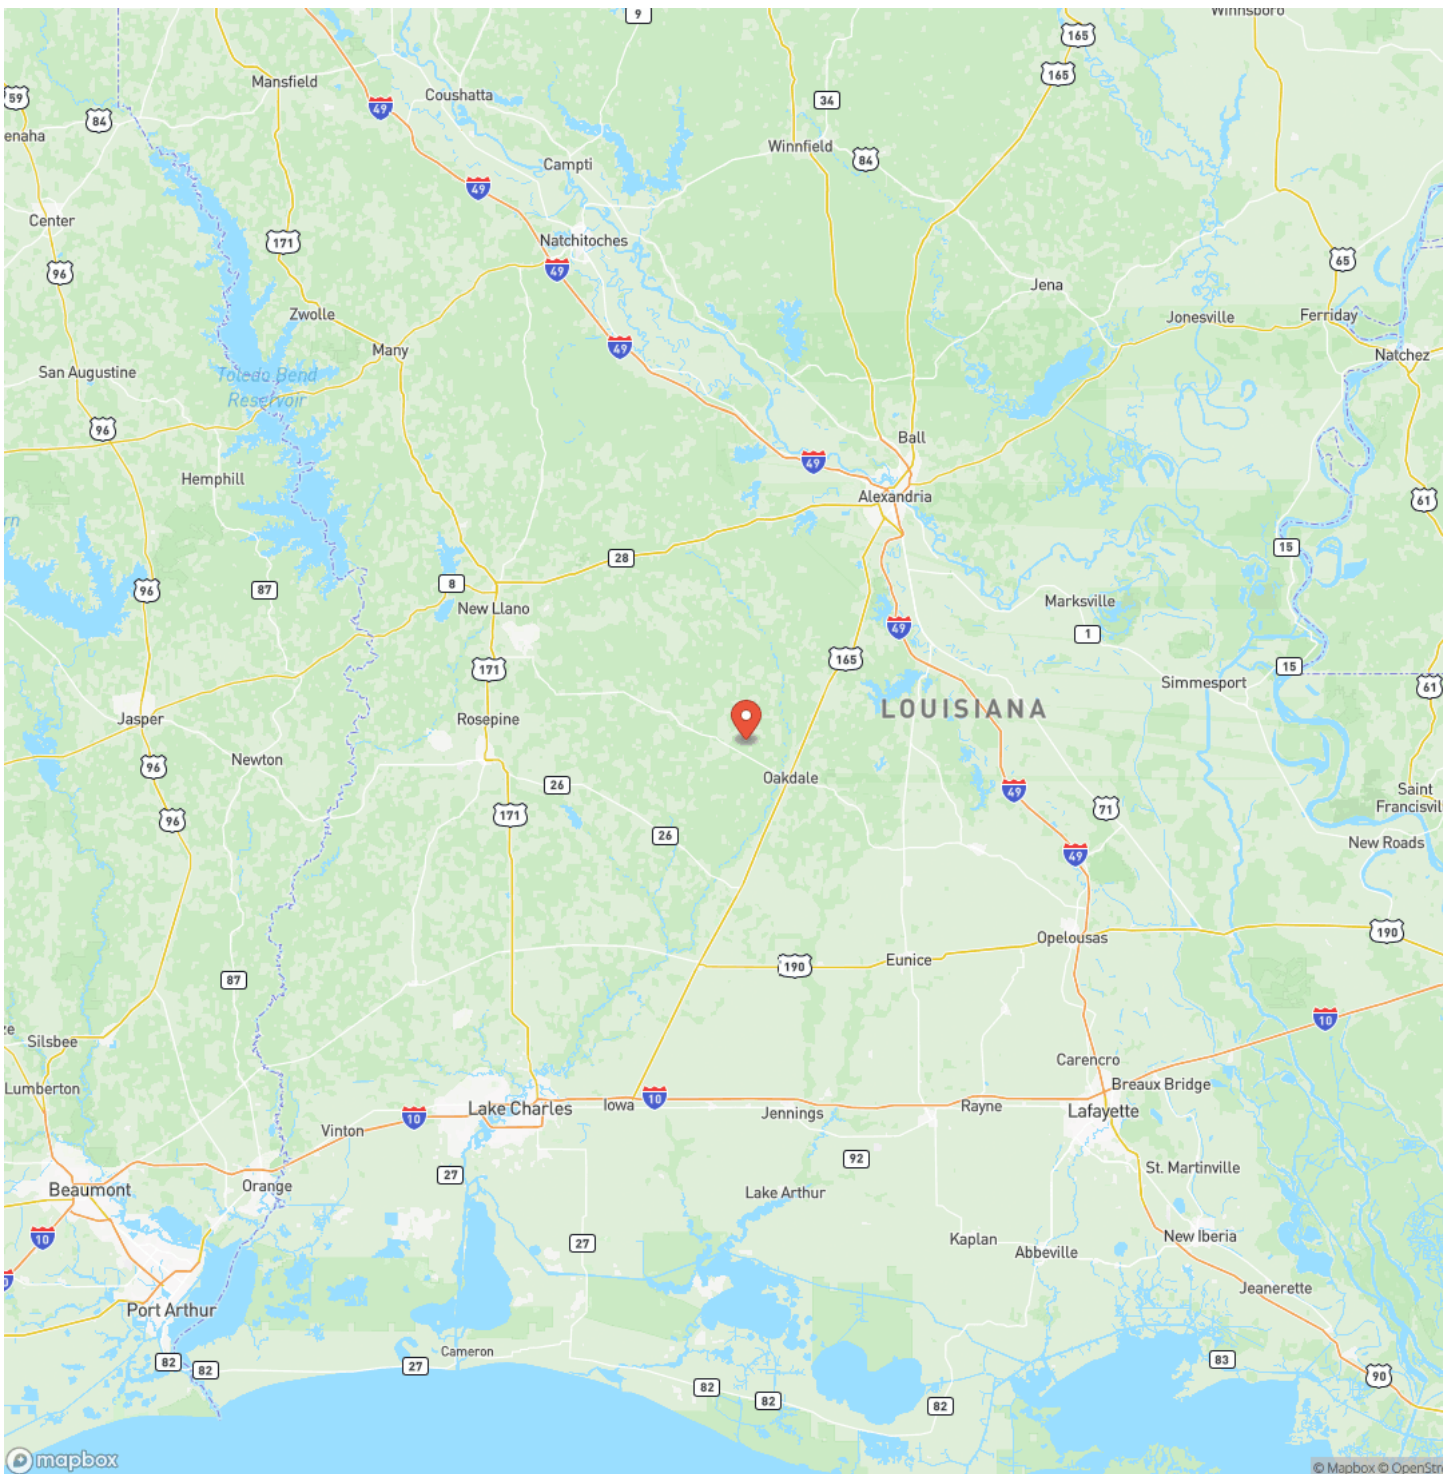 9
Winnsboro
165
Mansfield
165
59
Coushatta
49
34
84
enaha
Winnfield
84
Campti
49
Center
171
Natchitoches
65
96
49
Jena
Zwolle
Jonesville
Ferriday
49
Many
Natchez
San Augustine
Toledo Bend
Reservoir
96
Ball
49
Hemphill
Alexandria
61
rn
15
28
8
96
87
New Llano
Marksville
49
1
165
171
15
Simmesport
61
LOUISIANA
Jasper
Rosepine
Newton
96
Oakdale
26
49
Saint
Francisvil
71
171
96
26
New Roads
49
190
Opelousas
Eunice
190
87
10
Silsbee
Carencro
Breaux Bridge
Lumberton
10
Iowa
Lake Charles
Rayne
Lafayette
Jennings
10
Vinton
92
St. Martinville
27
Orange
Beaumont
Lake Arthur
10
27
Kaplan
New Iberia
Abbeville
Jeanerette
Port Arthur
Cameron
82
82
27
83
90
82
82
82
mapbox
© Mapbox © OpenStr